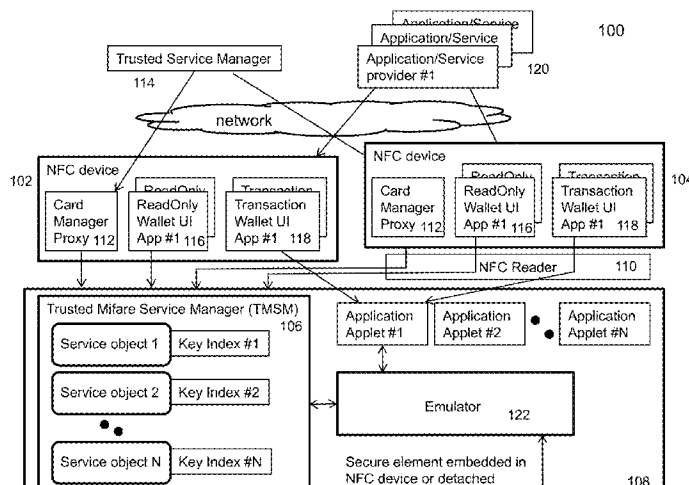 Application/Service
100
Application/Service
Trusted Service Manager
Application/Service
provider #1
120
114
network
NFC device
NFC device
102
104
ReadOnly
Transaction
ReadOnly
Transaction
Card
Manager
Proxy 112
ReadOnly
Wallet UI
App #1 116
Transaction
Wallet UI
App #1 118
Card
Manager
Proxy 112
ReadOnly
Wallet UI
App #1 116
Transaction
Wallet UI
App #1 118
NFC Reader 110
Trusted Mifare Service Manager (TMSM)
106
Application
Applet #1
Application
Applet #2
Application
Applet #N
Service object 1
Key Index #1
Service object 2
Key Index #2
Emulator
122
Service object N
Key Index #N
Secure element embedded in
NFC device or detached
108